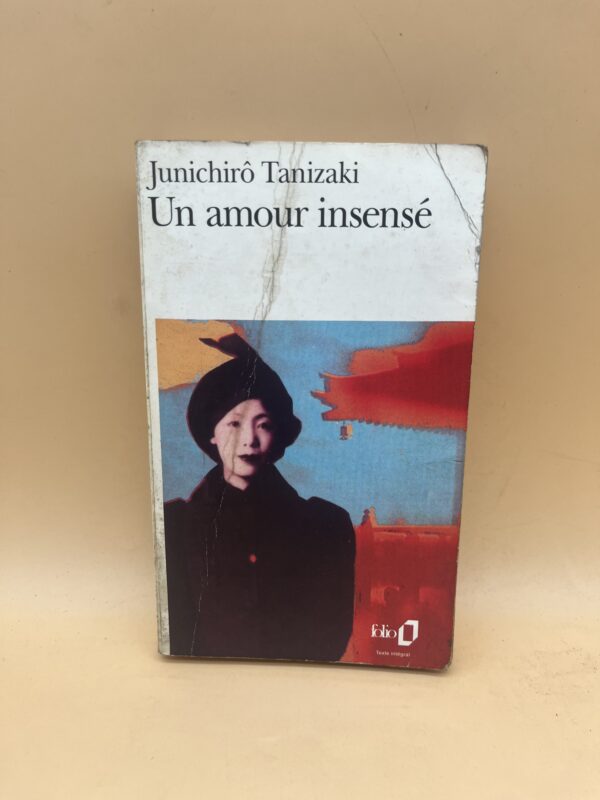 Junichirô Tanizaki
Un amour insensé
folio
Texte intégral